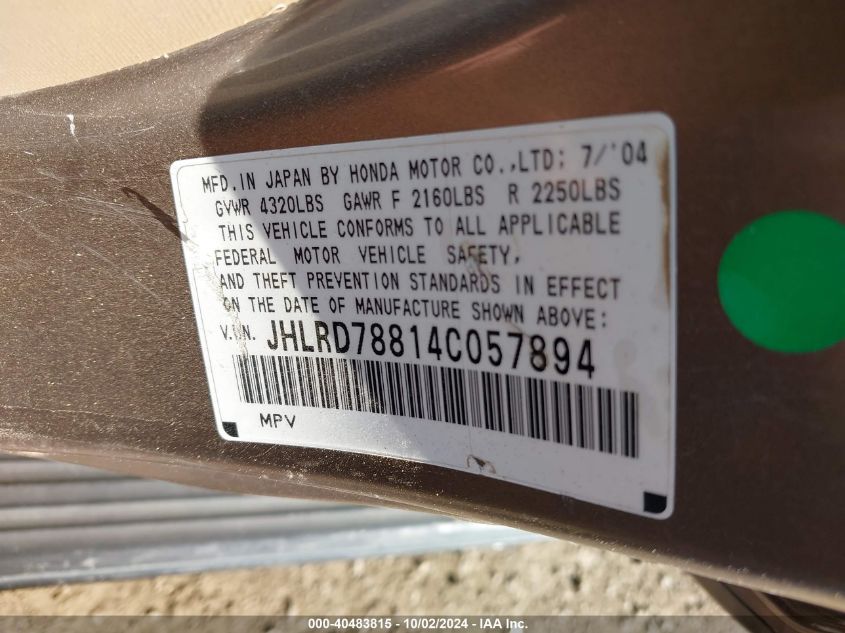 MFD.IN JAPAN BY HONDA MOTOR CO.,LTD; 7/'04
GVWR 4320LBS GAWR F 2160LBS R 2250LBS
THIS VEHICLE CONFORMS TO ALL APPLICABLE
FEDERAL MOTOR VEHICLE SAFETY,
AND THEFT PREVENTION STANDARDS IN EFFECT
ON THE DATE OF MANUFACTURE SHOWN ABOVE:
V.I.N. JHLRD78814C057894
MPV
000-40483815 - 10/02/2024 - IAA Inc.